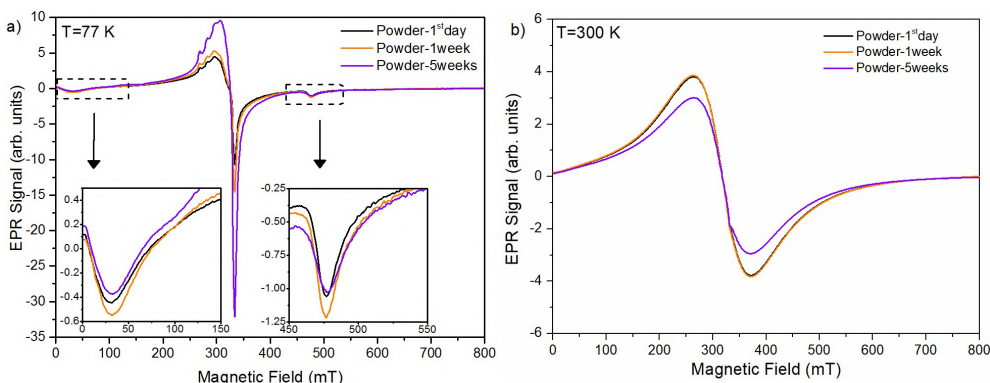 a)
T=77 K
Powder-1stday
Powder-1week
Powder-5weeks
EPR Signal (arb. units)
10
5
0
-5
-10
-15
-20
-25
-30
-35
0.4
0.2
0.0
-0.2
-0.4
-0.6
0 50 100 150
-0.25
-0.50
-0.75
-1.00
-1.25
450 500 550
0 100 200 300 400 500 600 700 800
Magnetic Field (mT)
b)
T=300 K
Powder-1stday
Powder-1week
Powder-5weeks
EPR Signal (arb. units)
6
4
2
0
-2
-4
-6
0 100 200 300 400 500 600 700 800
Magnetic Field (mT)